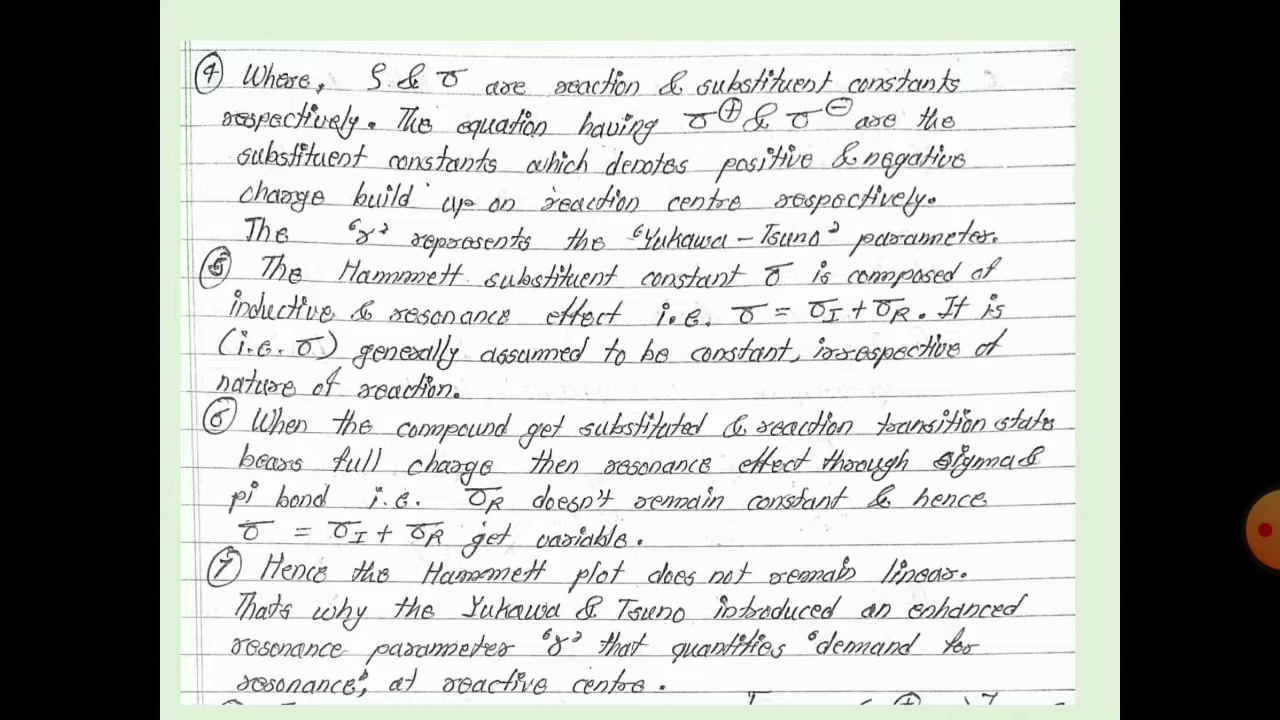 ④ Where, ρ & σ are reaction & substituent constants
respectively. The equation having σ⊕ & σ⊖ are the
substituent constants which denotes positive & negative
charge build up on reaction centre respectively.
The 'r' represents the 'Yukawa-Tsuno' parameter.
⑤ The Hammett substituent constant σ is composed of
inductive & resonance effect i.e. σ = σI + σR. It is
(i.e. σ) generally assumed to be constant, irrespective of
nature of reaction.
⑥ When the compound get substituted & reaction transition state
bears full charge then resonance effect through sigma &
pi bond i.e. σR doesn't remain constant & hence
σ = σI + σR get variable.
⑦ Hence the Hammett plot does not remain linear.
Thats why the Yukawa & Tsuno introduced an enhanced
resonance parameter 'r' that quantities 'demand for
resonance', at reactive centre.